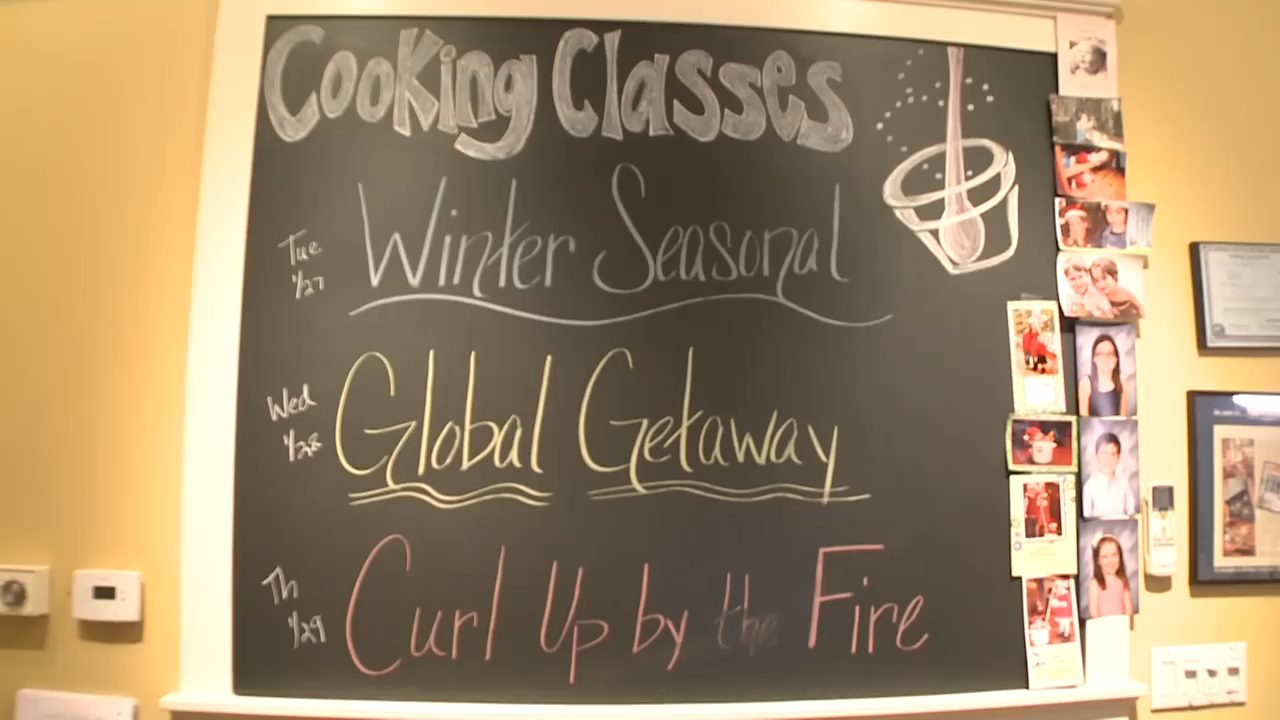 Cooking Classes
Tue 1/27 Winter Seasonal
Wed 1/28 Global Getaway
Th 1/29 Curl Up by the Fire